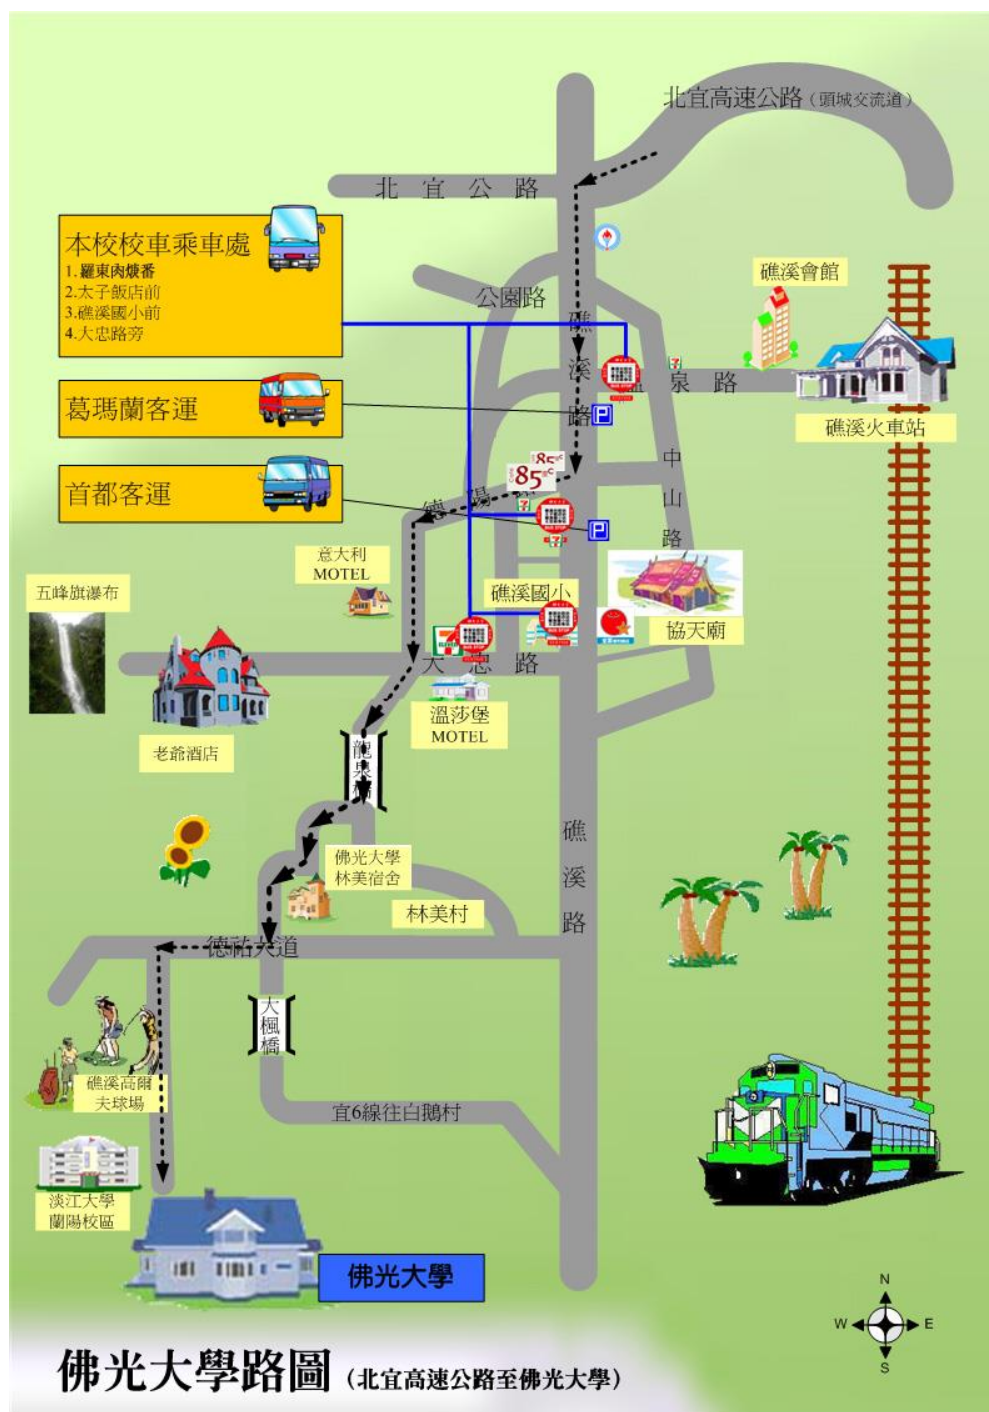 北宜高速公路（頭城交流道）
北宜公路
本校校車乘車處
1.羅東肉焿番
2.太子飯店前
3.礁溪國小前
4.大忠路旁
公園路
礁溪路
礁溪會館
溫泉路
礁溪火車站
葛瑪蘭客運
P
中山路
85°C
85°C
首都客運
德陽路
P
意大利
MOTEL
礁溪國小
協天廟
五峰旗瀑布
大忠路
老爺酒店
溫莎堡
MOTEL
龍泉橋
礁溪路
佛光大學
林美宿舍
林美村
德祐大道
大楓橋
礁溪高爾
夫球場
宜6線往白鵝村
淡江大學
蘭陽校區
佛光大學
N
W
E
S
佛光大學路圖（北宜高速公路至佛光大學）